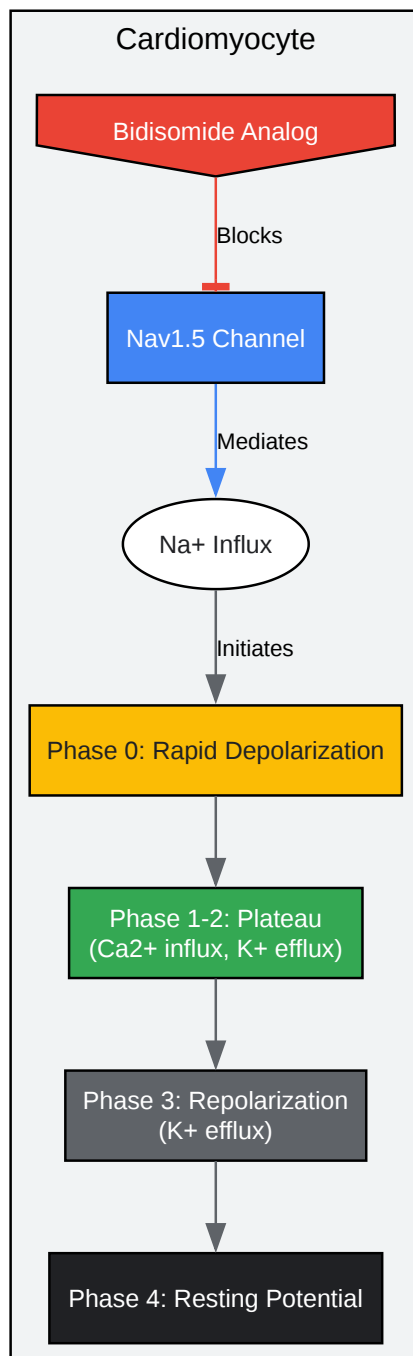 Cardiomyocyte
Bidisomide Analog
Blocks
Nav1.5 Channel
Mediates
Na+ Influx
Initiates
Phase 0: Rapid Depolarization
Phase 1-2: Plateau
(Ca2+ influx, K+ efflux)
Phase 3: Repolarization
(K+ efflux)
Phase 4: Resting Potential